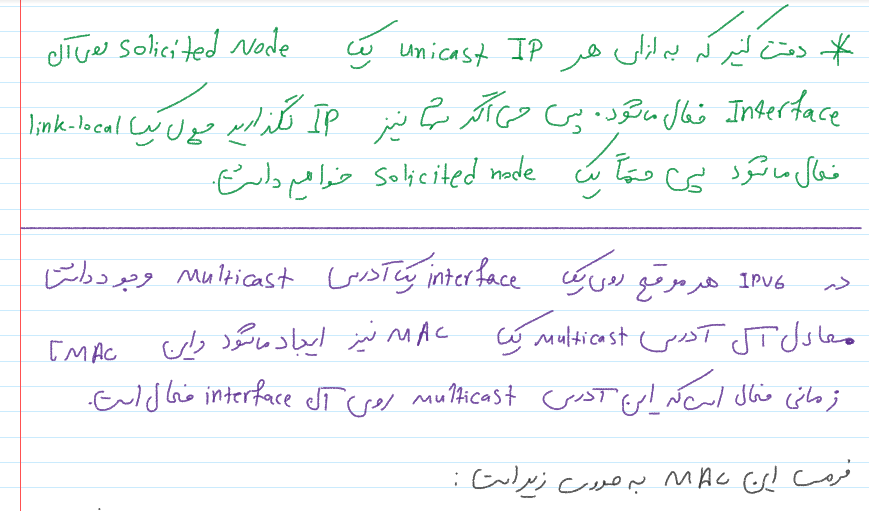 * دقت کنید که به ازای هر unicast IP یک Solicited Node روی آن
Interface فعال میشود. پس حتی اگر شما نیز IP نگذارید چون یک link-local
فعال میشود پس حتماً یک Solicited node خواهیم داشت.
در IPv6 هر موقع روی یک interface یک آدرس Multicast وجود داشت
معادل آن آدرس Multicast یک MAC نیز ایجاد میشود و این MAC تا
زمانی فعال است که این آدرس multicast روی آن interface فعال است.
فرمت این MAC به صورت زیر است :